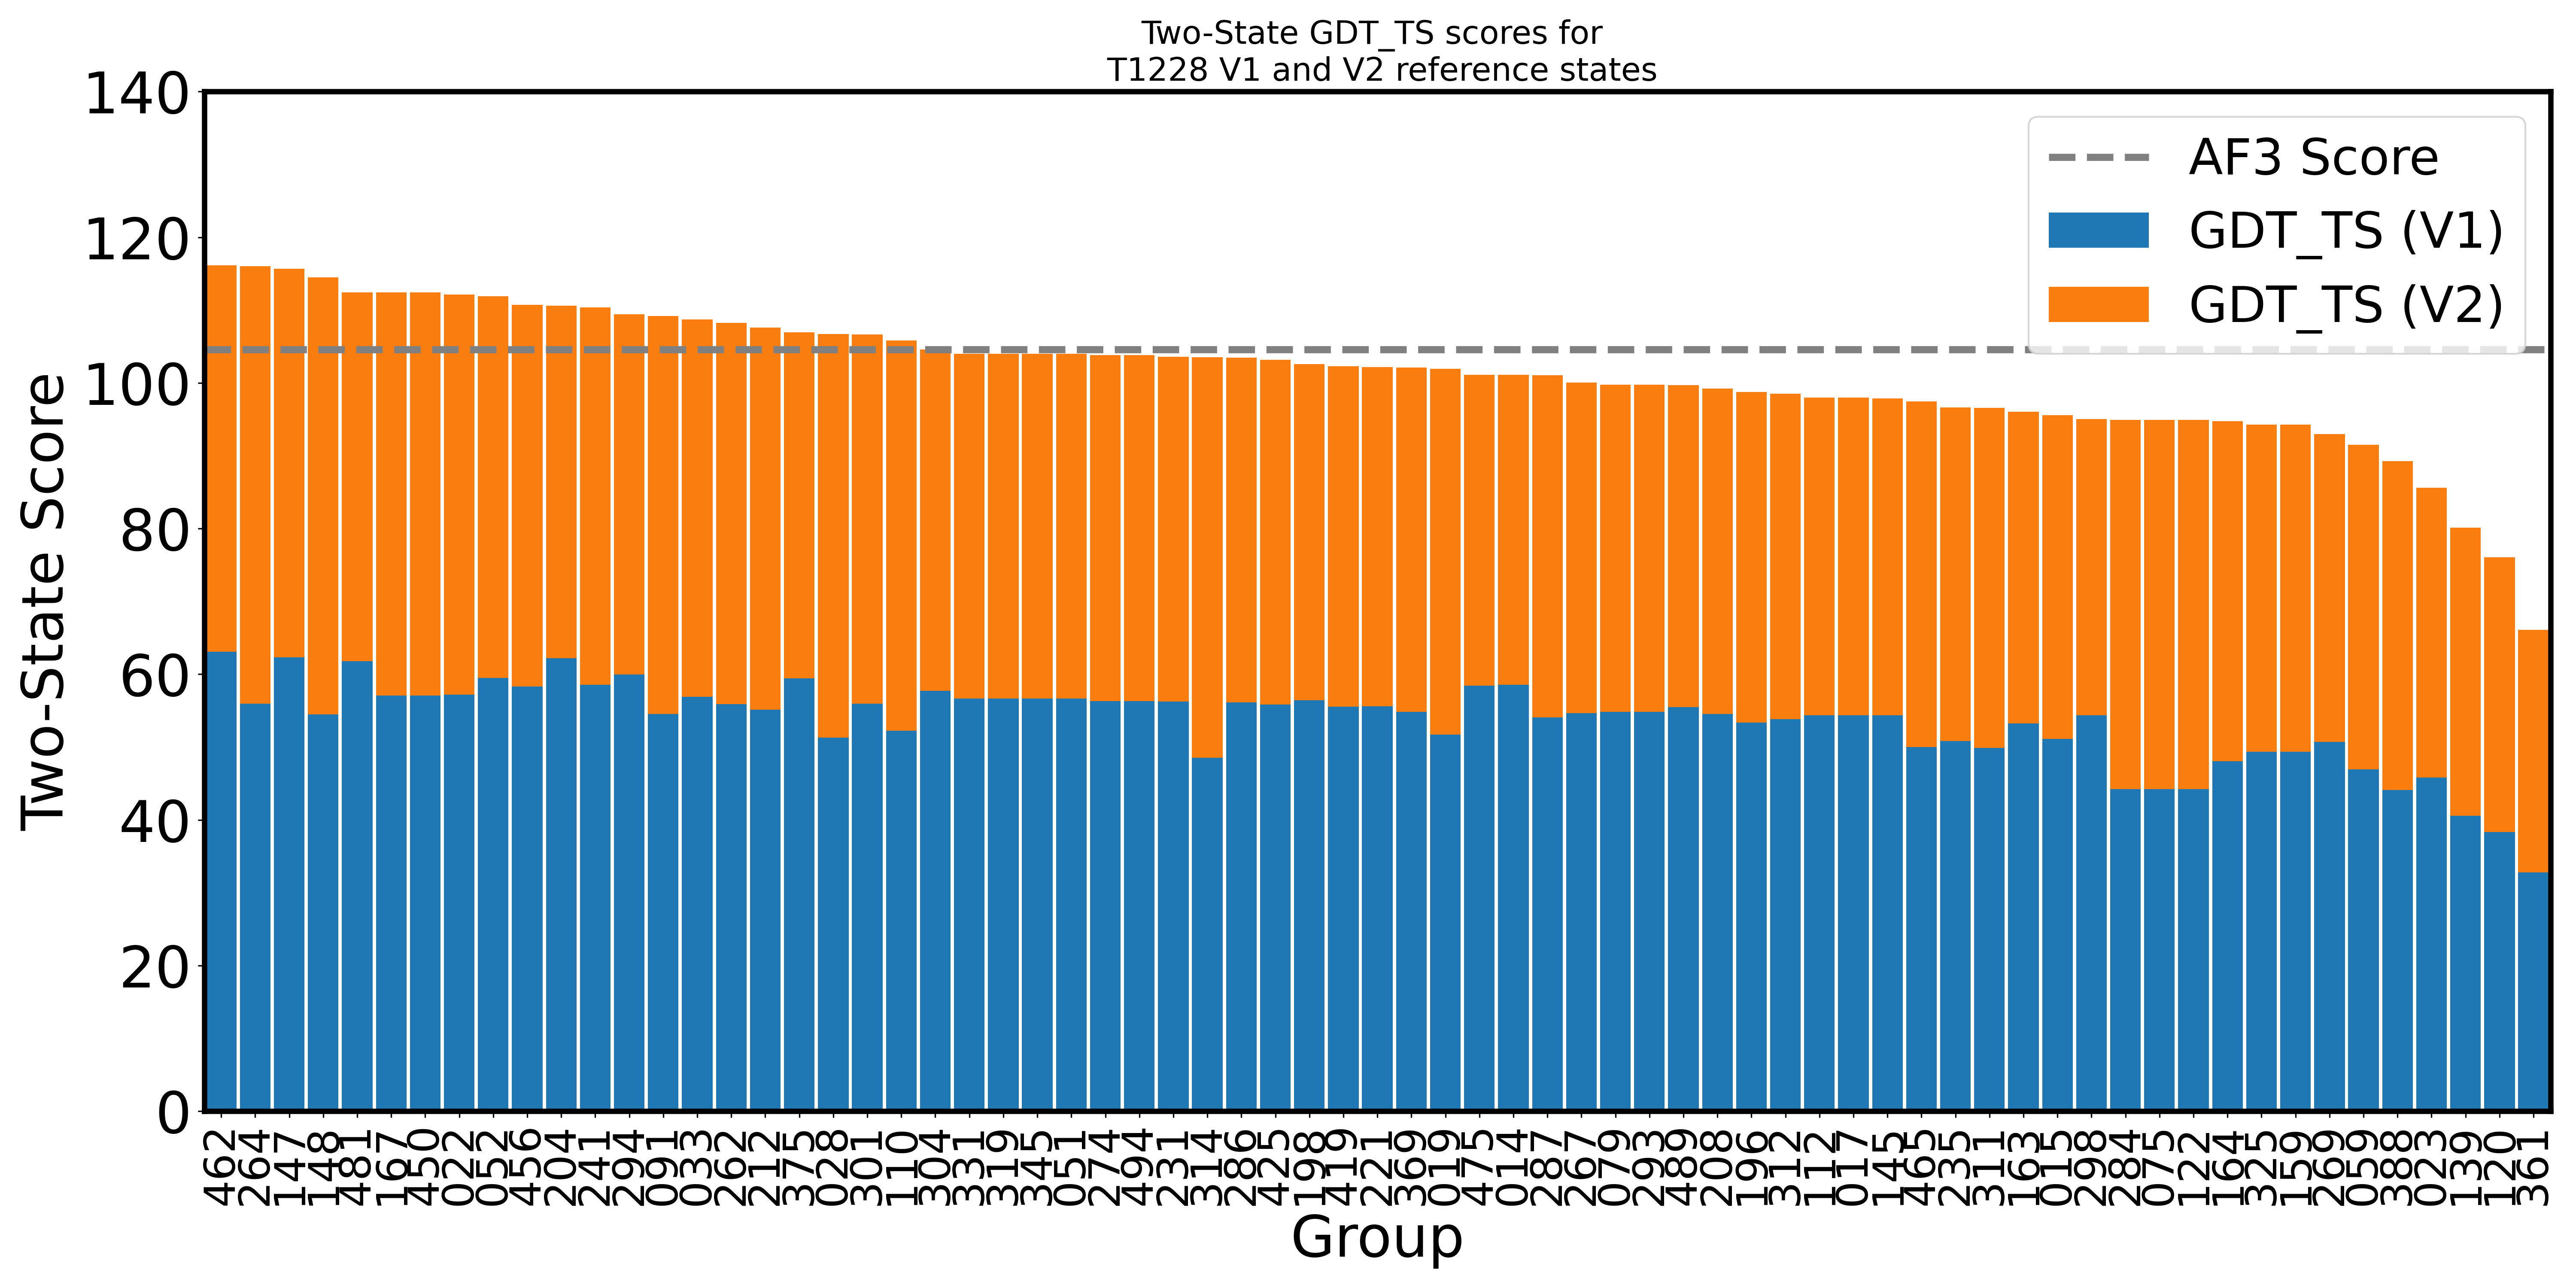 Two-State GDT_TS scores for
T1228 V1 and V2 reference states
140
120
100
80
60
40
20
0
Two-State Score
AF3 Score
GDT_TS (V1)
GDT_TS (V2)
462 264 147 148 481 167 450 022 052 456 204 241 294 091 033 262 212 375 028 301 110 304 331 319 345 051 274 494 231 314 286 425 198 419 221 369 019 475 014 287 267 079 293 489 208 196 312 112 017 145 465 235 311 163 015 298 284 075 122 164 325 159 269 059 388 023 139 120 361
Group